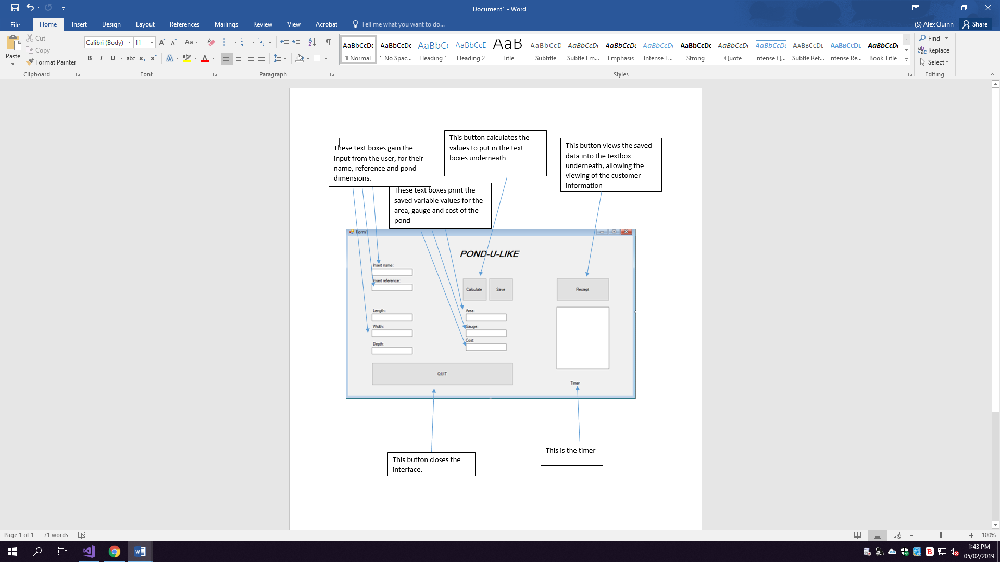 Document1 - Word
File
Home
Insert
Design
Layout
References
Mailings
Review
View
Acrobat
Tell me what you want to do...
(S) Alex Quinn
Share
Paste
Cut
Copy
Format Painter
Clipboard
Calibri (Body)
11
Font
Paragraph
AaBbCcDc
¶ Normal
AaBbCcDc
¶ No Spac...
AaBbCc
Heading 1
AaBbCcD
Heading 2
AaB
Title
AaBbCcD
Subtitle
AaBbCcDc
Subtle Em...
AaBbCcDc
Emphasis
AaBbCcDc
Intense E...
AaBbCcDc
Strong
AaBbCcDc
Quote
AaBbCcDc
Intense Q...
AABBCCDE
Subtle Ref...
AABBCCDE
Intense Re...
AaBbCcDc
Book Title
Styles
Find
Replace
Select
Editing
These text boxes gain the
input from the user, for their
name, reference and pond
dimensions.
This button calculates the
values to put in the text
boxes underneath
This button views the saved
data into the textbox
underneath, allowing the
viewing of the customer
information
These text boxes print the
saved variable values for the
area, gauge and cost of the
pond
Form1
POND-U-LIKE
Insert name:
Insert reference:
Length:
Width:
Depth:
Calculate
Save
Area:
Gauge:
Cost:
Reciept
QUIT
Timer
This button closes the
interface.
This is the timer
Page 1 of 1
71 words
100%
1:43 PM
05/02/2019